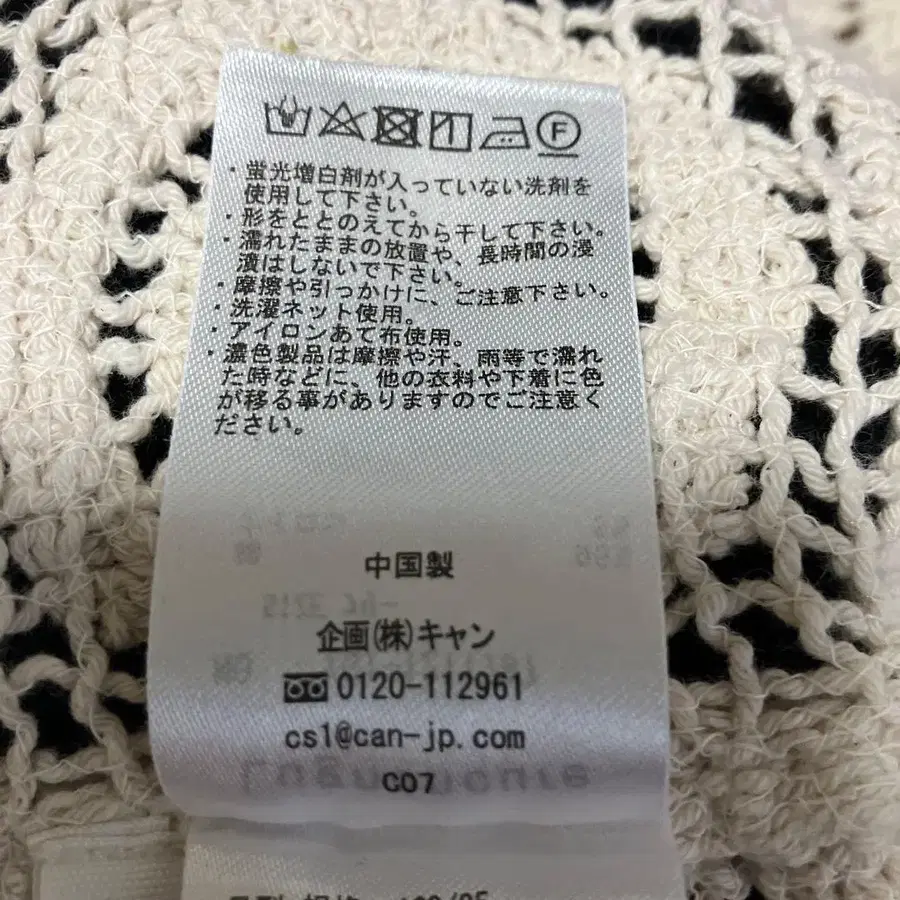 ・蛍光増白剤が入っていない洗剤を
使用して下さい。
・形をととのえてから干して下さい。
・濡れたままの放置や、長時間の浸
漬はしないで下さい。
・摩擦や引っかけに、ご注意下さい。
・洗濯ネット使用。
・アイロンあて布使用。
・濃色製品は摩擦や汗、雨等で濡れ
た時などに、他の衣料や下着に色
が移る事がありますのでご注意く
ださい。
中国製
企画(株)キャン
0120-112961
cs1@can-jp.com
C07